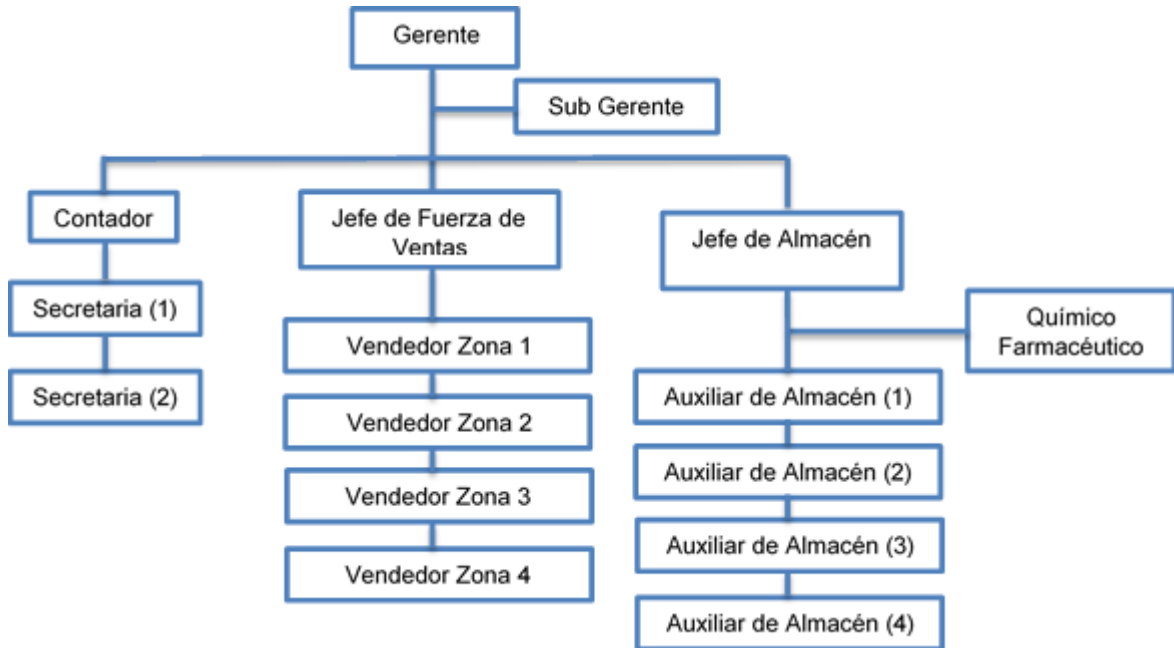 Gerente
Sub Gerente
Contador
Jefe de Fuerza de
Ventas
Jefe de Almacén
Secretaria (1)
Secretaria (2)
Vendedor Zona 1
Vendedor Zona 2
Vendedor Zona 3
Vendedor Zona 4
Químico
Farmacéutico
Auxiliar de Almacén (1)
Auxiliar de Almacén (2)
Auxiliar de Almacén (3)
Auxiliar de Almacén (4)